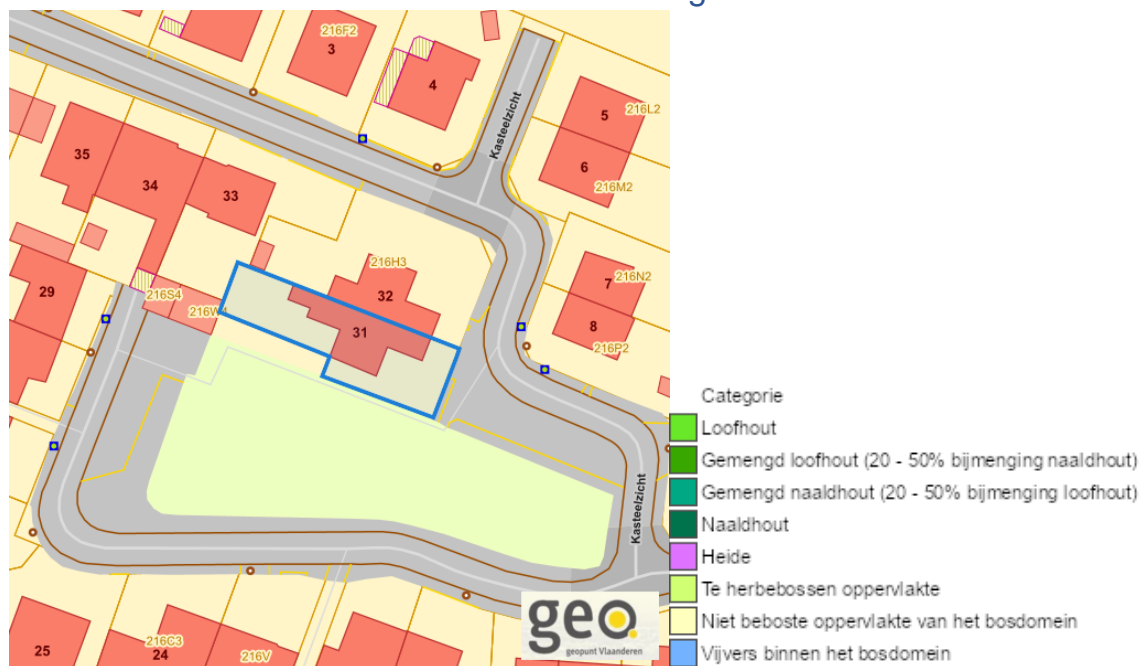 216F2
3
4
Kasteelzicht
5
216L2
6
216M2
35
34
33
216H3
32
7
216N2
29
216S4
31
8
216P2
Kasteelzicht
25
216C3
24
216V
geo.
geopunt Vlaanderen
Categorie
Loofhout
Gemengd loofhout (20 - 50% bijmenging naaldhout)
Gemengd naaldhout (20 - 50% bijmenging loofhout)
Naaldhout
Heide
Te herbebossen oppervlakte
Niet beboste oppervlakte van het bosdomein
Vijvers binnen het bosdomein